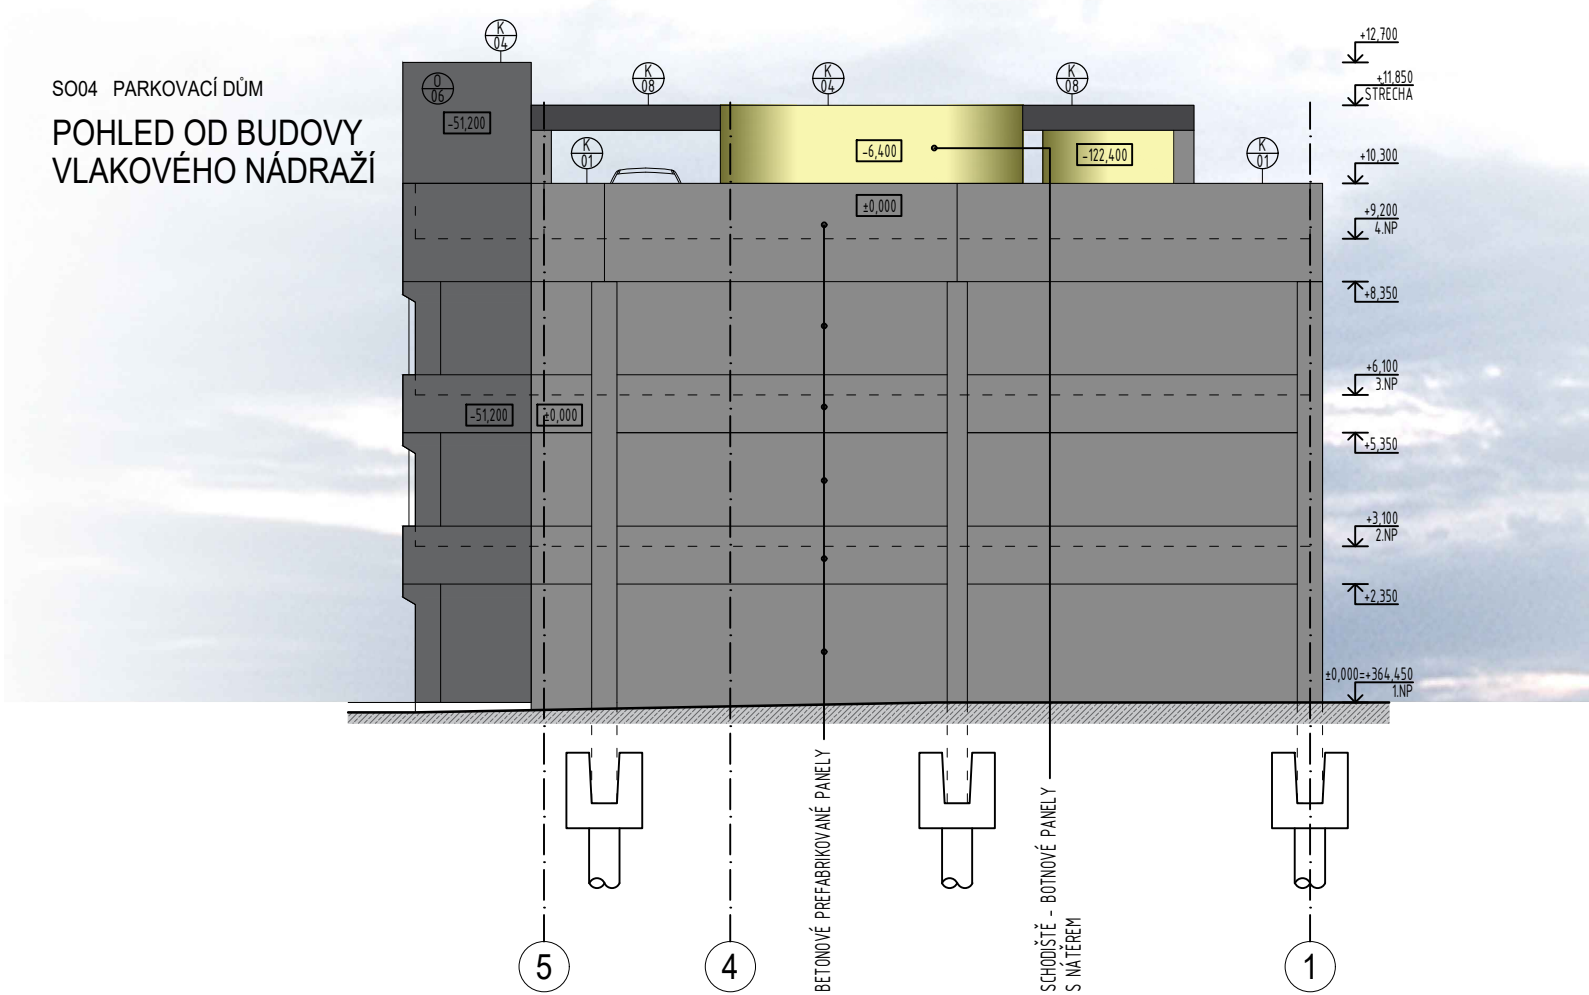 SO04 PARKOVACÍ DŮM
POHLED OD BUDOVY
VLAKOVÉHO NÁDRAŽÍ
K
04
O
06
-51,200
K
08
K
04
K
08
K
01
K
01
-6,400
-122,400
±0,000
-51,200
±0,000
+12,700
+11,850
STŘECHA
+10,300
+9,200
4.NP
+8,350
+6,100
3.NP
+5,350
+3,100
2.NP
+2,350
±0,000=+364,450
1.NP
BETONOVÉ PREFABRIKOVANÉ PANELY
SCHODIŠTĚ - BOTNOVÉ PANELY
S NÁTĚREM
5
4
1